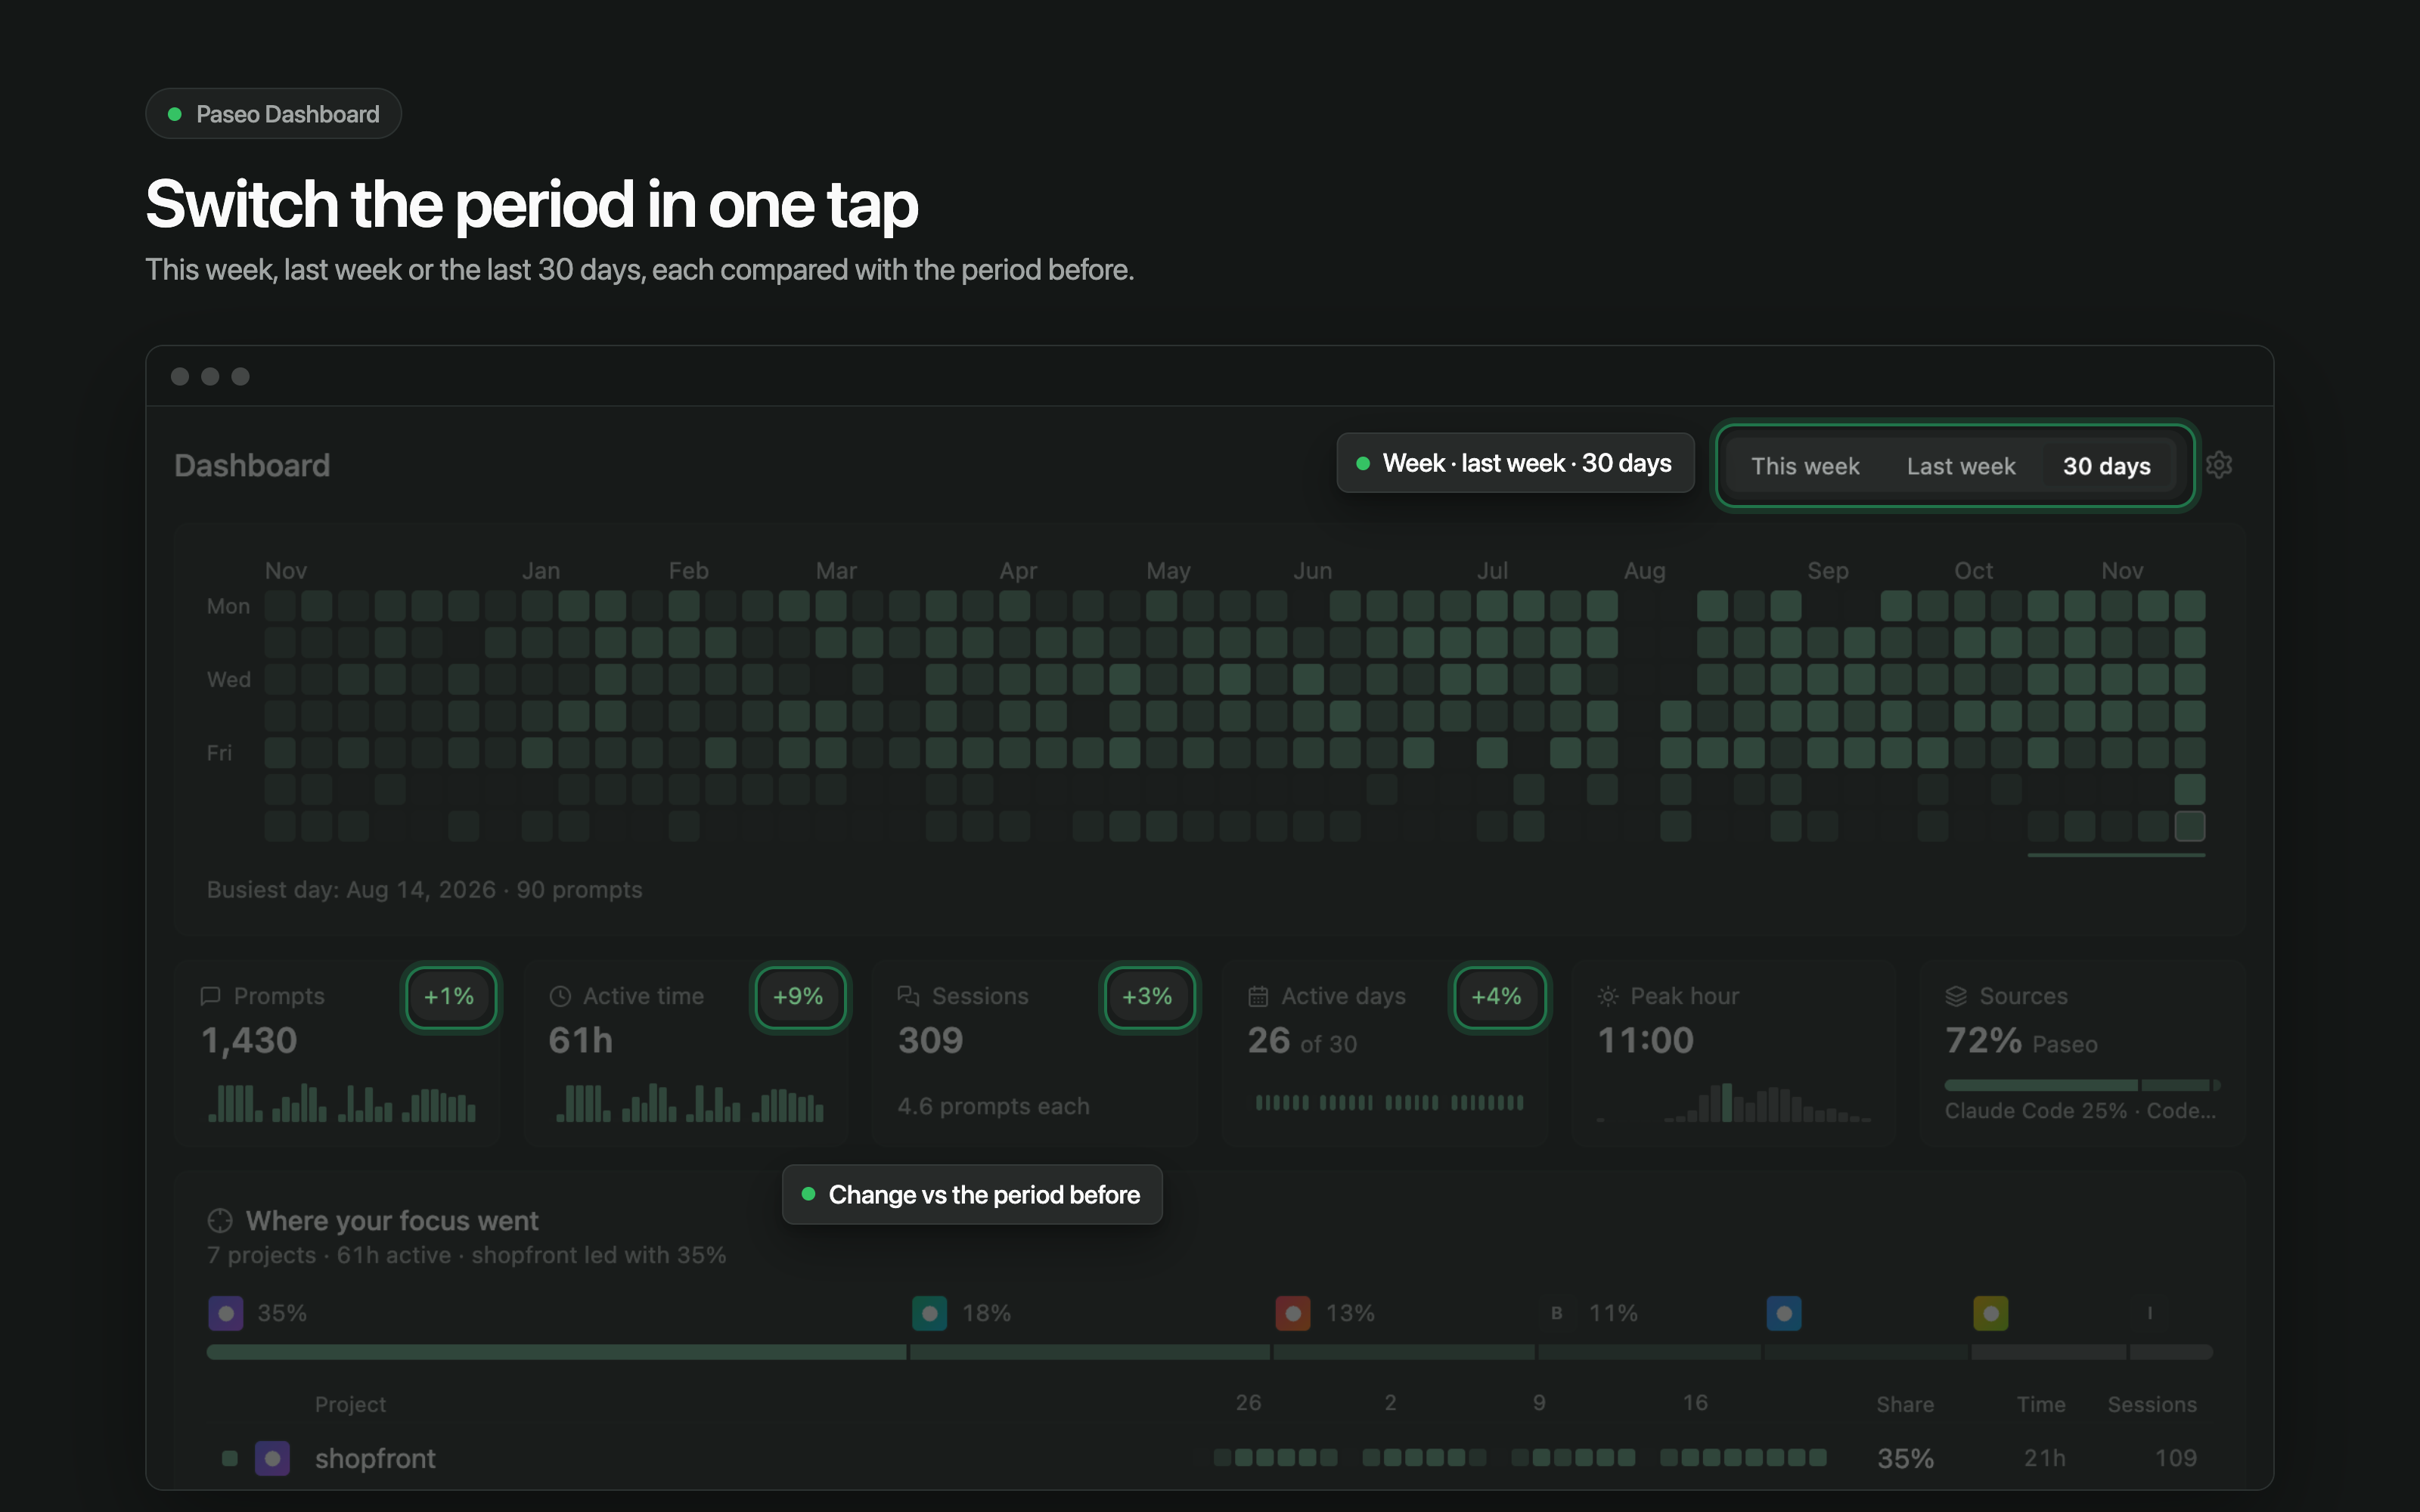 Paseo Dashboard
Switch the period in one tap
This week, last week or the last 30 days, each compared with the period before.
Dashboard
Week · last week · 30 days
This week Last week 30 days
Nov Jan Feb Mar Apr May Jun Jul Aug Sep Oct Nov
Mon
Wed
Fri
Busiest day: Aug 14, 2026 · 90 prompts
Prompts +1% Active time +9% Sessions +3% Active days +4% Peak hour Sources
1,430 61h 309 26 of 30 11:00 72% Paseo
4.6 prompts each Claude Code 25% · Code...
Change vs the period before
Where your focus went
7 projects · 61h active · shopfront led with 35%
35% 18% 13% B 11% I
Project 26 2 9 16 Share Time Sessions
shopfront 35% 21h 109